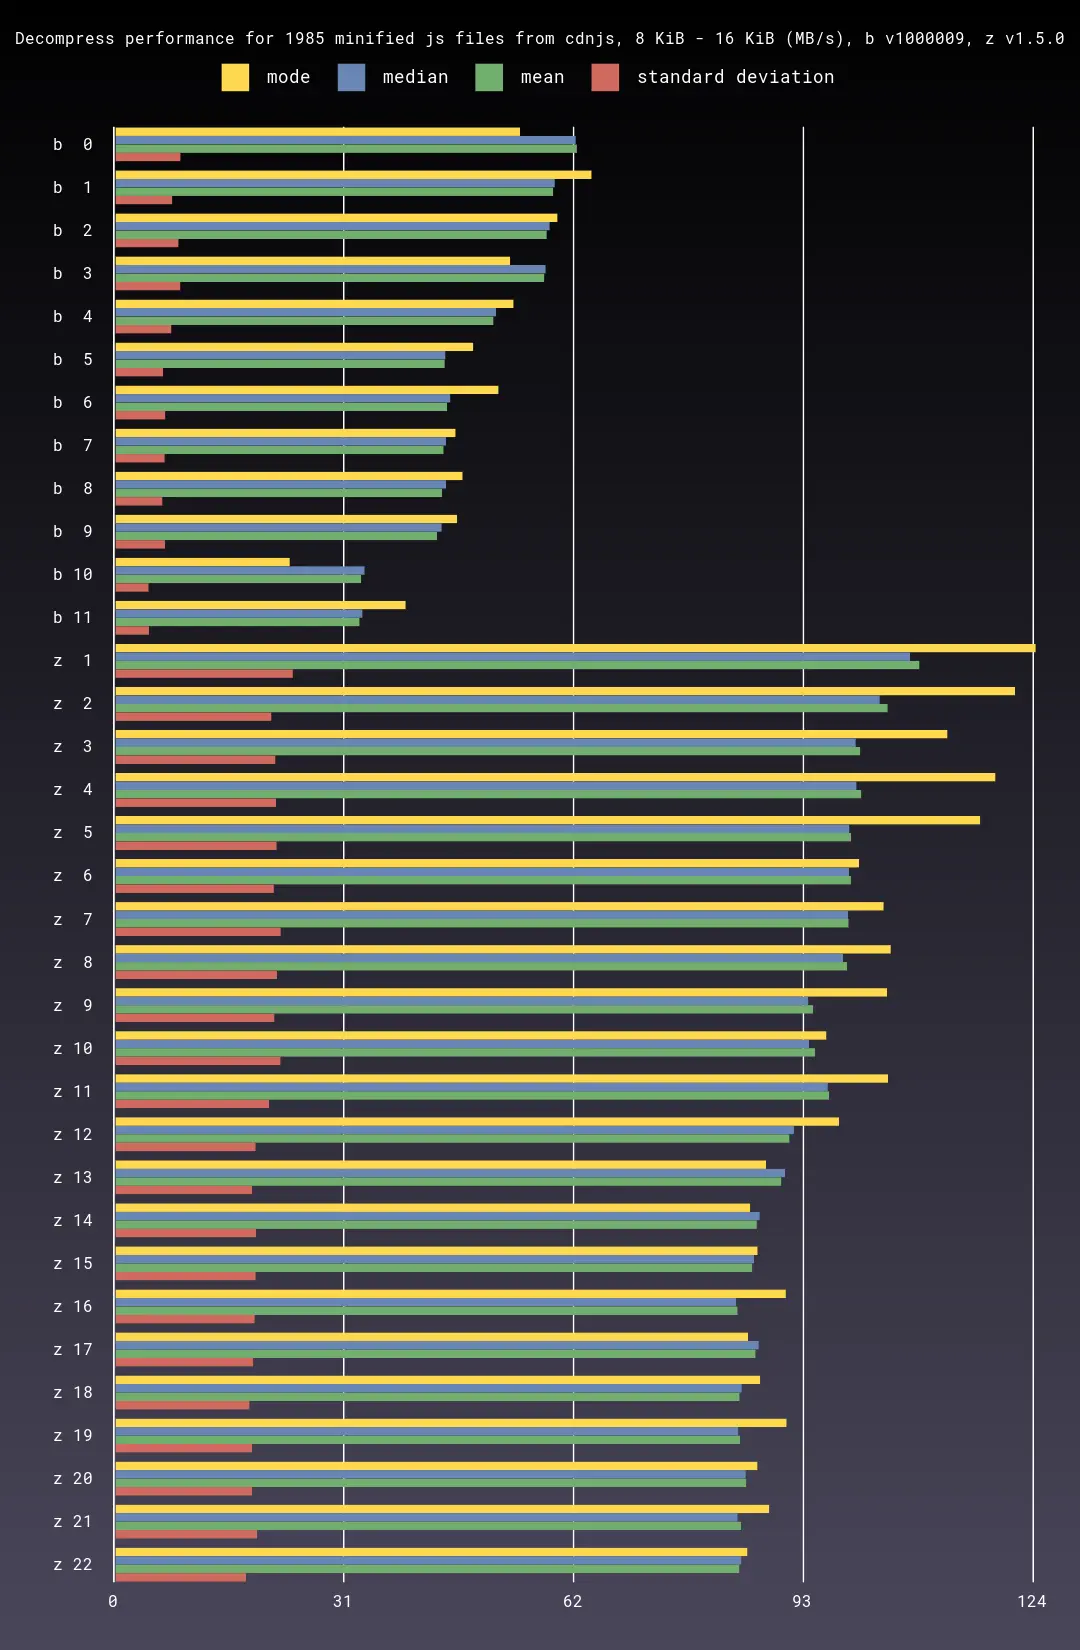 Decompress performance for 1985 minified js files from cdnjs, 8 KiB - 16 KiB (MB/s), b v1000009, z v1.5.0
mode median mean standard deviation
b 0
b 1
b 2
b 3
b 4
b 5
b 6
b 7
b 8
b 9
b 10
b 11
z 1
z 2
z 3
z 4
z 5
z 6
z 7
z 8
z 9
z 10
z 11
z 12
z 13
z 14
z 15
z 16
z 17
z 18
z 19
z 20
z 21
z 22
0 31 62 93 124